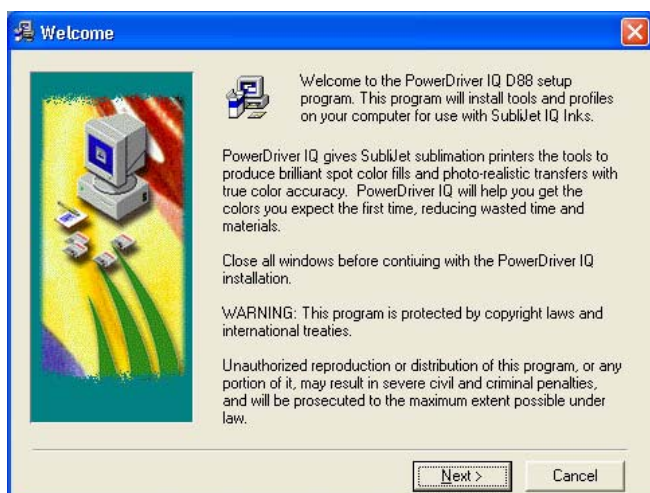 Welcome
Welcome to the PowerDriver IQ D88 setup
program. This program will install tools and profiles
on your computer for use with SubliJet IQ Inks.
PowerDriver IQ gives SubliJet sublimation printers the tools to
produce brilliant spot color fills and photo-realistic transfers with
true color accuracy. PowerDriver IQ will help you get the
colors you expect the first time, reducing wasted time and
materials.
Close all windows before contiuing with the PowerDriver IQ
installation.
WARNING: This program is protected by copyright laws and
international treaties.
Unauthorized reproduction or distribution of this program, or any
portion of it, may result in severe civil and criminal penalties,
and will be prosecuted to the maximum extent possible under
law.
Next >
Cancel